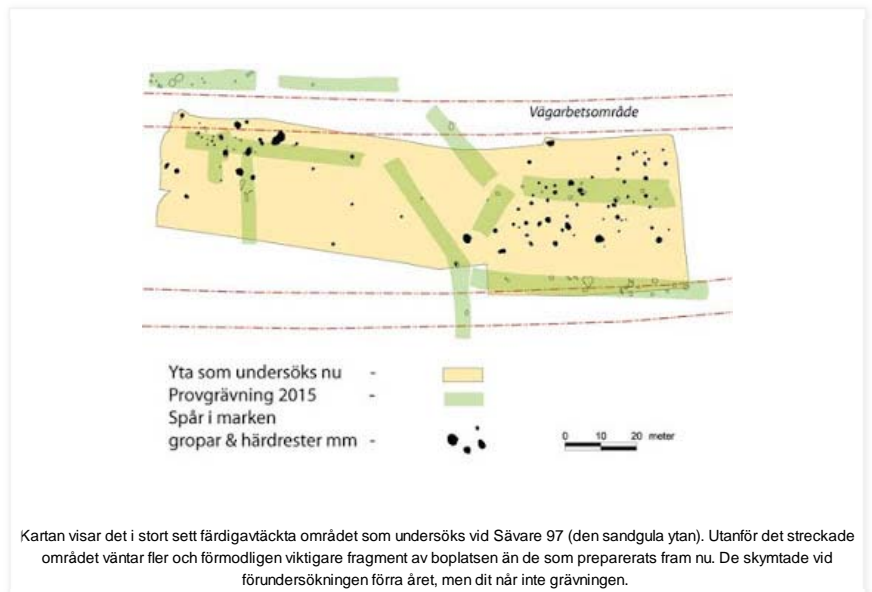 Vägarbetsområde
Yta som undersöks nu -
Provgrävning 2015 -
Spår i marken
gropar & härdrester mm -
0 10 20 meter
Kartan visar det i stort sett färdigavtäckta området som undersöks vid Sävare 97 (den sandgula ytan). Utanför det streckade
området väntar fler och förmodligen viktigare fragment av boplatsen än de som preparerats fram nu. De skymtade vid
förundersökningen förra året, men dit når inte grävningen.